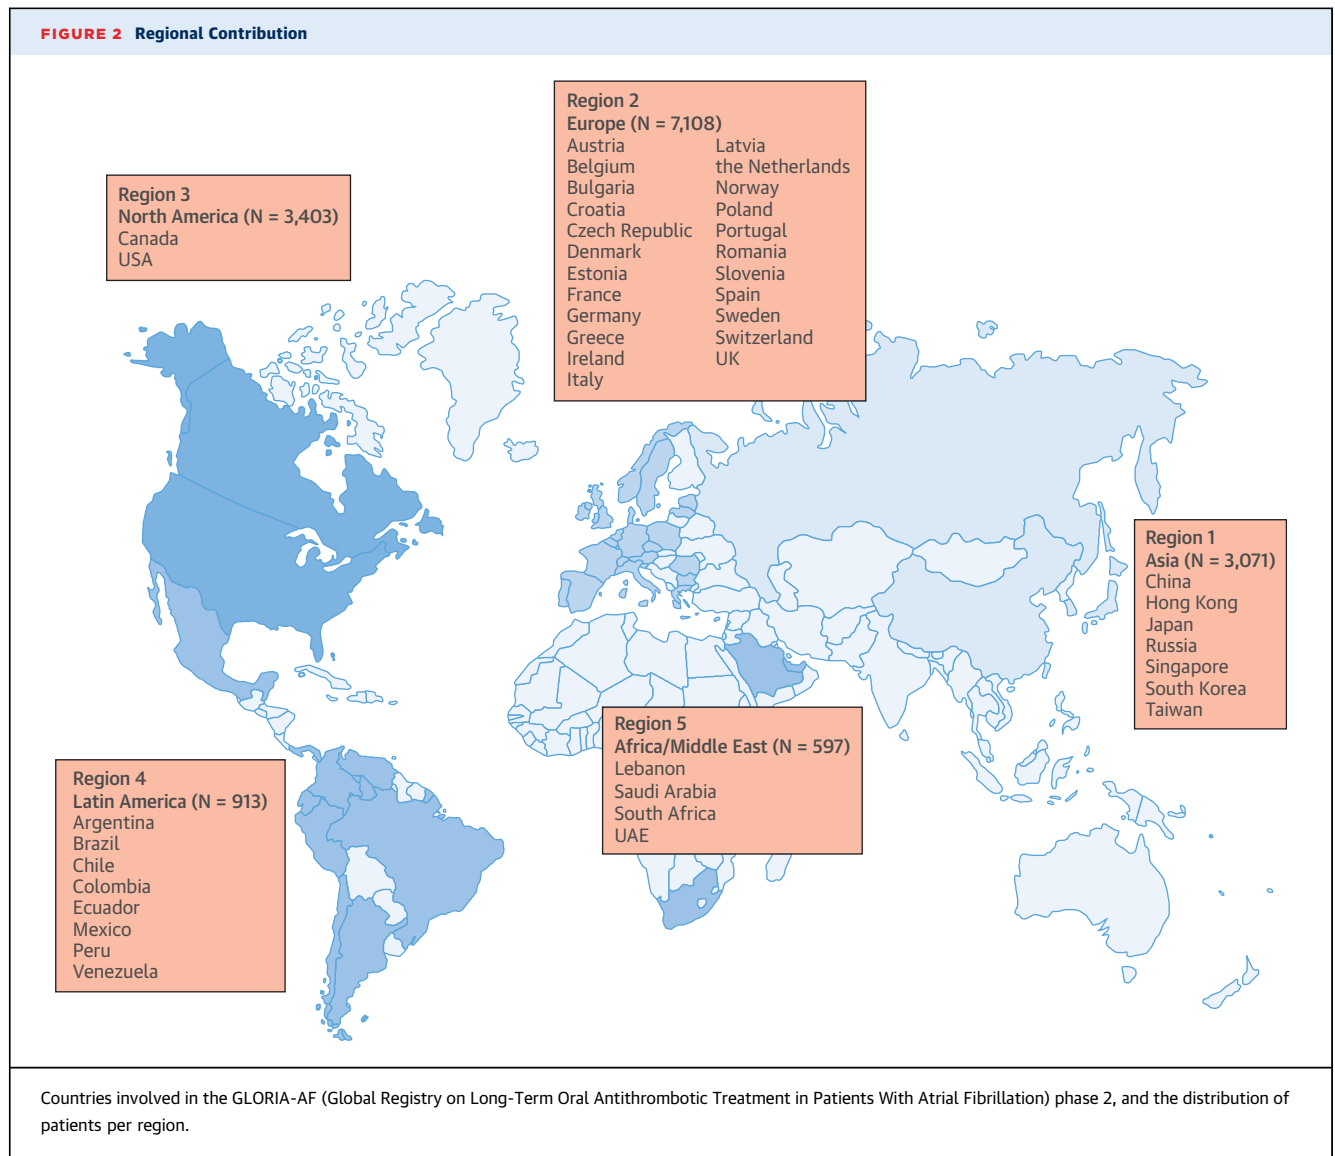 FIGURE 2 Regional Contribution
Region 2
Europe (N = 7,108)
Austria
Belgium
Bulgaria
Croatia
Czech Republic
Denmark
Estonia
France
Germany
Greece
Ireland
Italy
Latvia
the Netherlands
Norway
Poland
Portugal
Romania
Slovenia
Spain
Sweden
Switzerland
UK
Region 3
North America (N = 3,403)
Canada
USA
Region 1
Asia (N = 3,071)
China
Hong Kong
Japan
Russia
Singapore
South Korea
Taiwan
Region 5
Africa/Middle East (N = 597)
Lebanon
Saudi Arabia
South Africa
UAE
Region 4
Latin America (N = 913)
Argentina
Brazil
Chile
Colombia
Ecuador
Mexico
Peru
Venezuela
Countries involved in the GLORIA-AF (Global Registry on Long-Term Oral Antithrombotic Treatment in Patients With Atrial Fibrillation) phase 2, and the distribution of
patients per region.